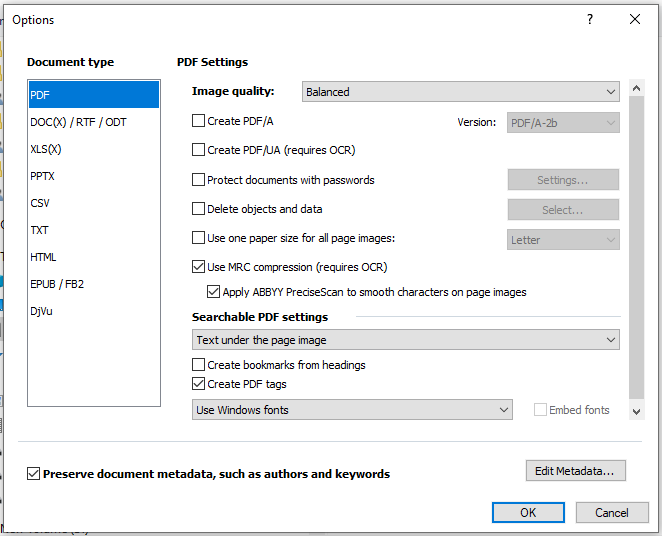 Options
Document type
PDF Settings
PDF
DOC(X) / RTF / ODT
XLS(X)
PPTX
CSV
TXT
HTML
EPUB / FB2
DjVu
Image quality: Balanced
Create PDF/A Version: PDF/A-2b
Create PDF/UA (requires OCR)
Protect documents with passwords Settings...
Delete objects and data Select...
Use one paper size for all page images: Letter
Use MRC compression (requires OCR)
Apply ABBYY PreciseScan to smooth characters on page images
Searchable PDF settings
Text under the page image
Create bookmarks from headings
Create PDF tags
Use Windows fonts Embed fonts
Preserve document metadata, such as authors and keywords Edit Metadata...
OK Cancel